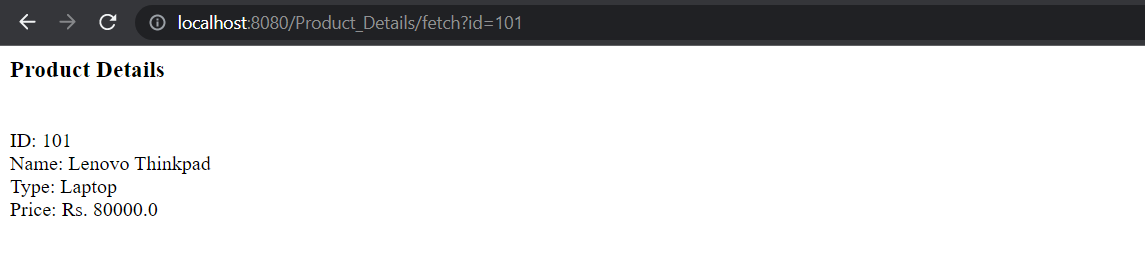 localhost:8080/Product_Details/fetch?id=101
Product Details
ID: 101
Name: Lenovo Thinkpad
Type: Laptop
Price: Rs. 80000.0